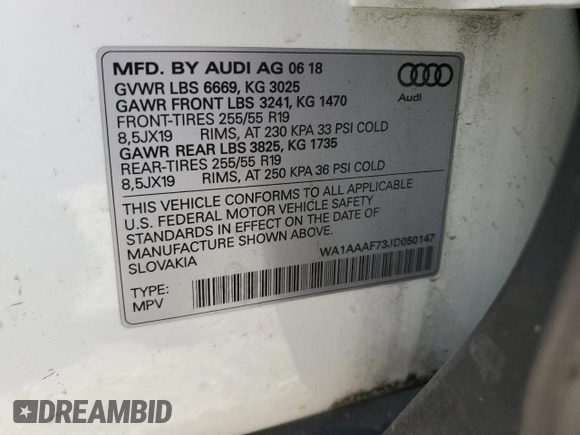 MFD. BY AUDI AG 06 18
GVWR LBS 6669, KG 3025
GAWR FRONT LBS 3241, KG 1470
FRONT-TIRES 255/55 R19
8,5JX19 RIMS, AT 230 KPA 33 PSI COLD
GAWR REAR LBS 3825, KG 1735
REAR-TIRES 255/55 R19
8,5JX19 RIMS, AT 250 KPA 36 PSI COLD
THIS VEHICLE CONFORMS TO ALL APPLICABLE
U.S. FEDERAL MOTOR VEHICLE SAFETY
STANDARDS IN EFFECT ON THE DATE OF
MANUFACTURE SHOWN ABOVE.
SLOVAKIA
WA1AAAF73JD050147
TYPE:
MPV
Audi
DREAMBID